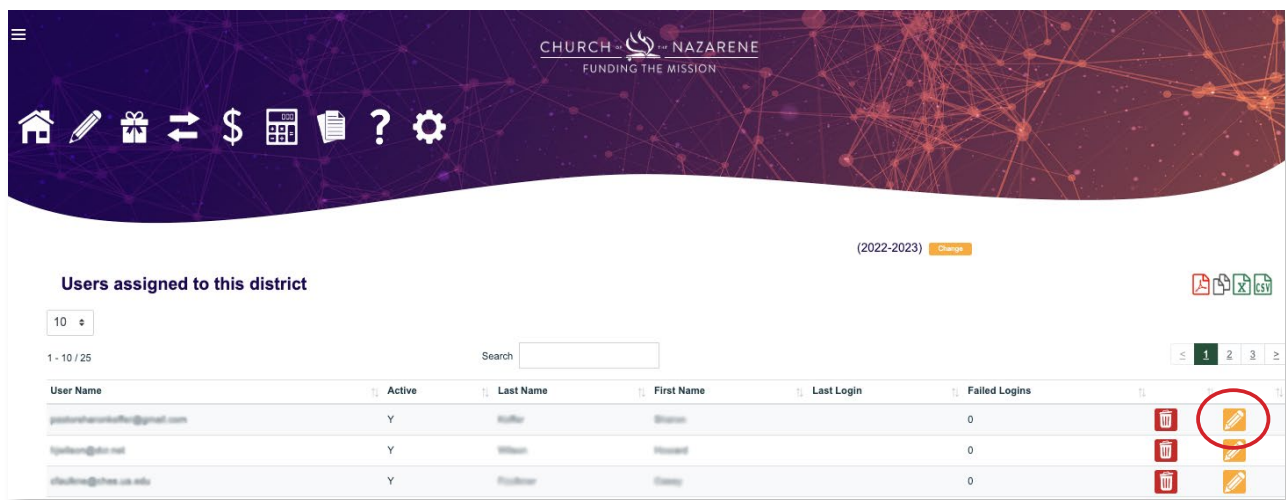 CHURCH OF THE NAZARENE
FUNDING THE MISSION
(2022-2023) Change
Users assigned to this district
CSV
10
1 - 10 / 25 Search < 1 2 3 >
User Name Active Last Name First Name Last Login Failed Logins
Y 0
Y 0
Y 0